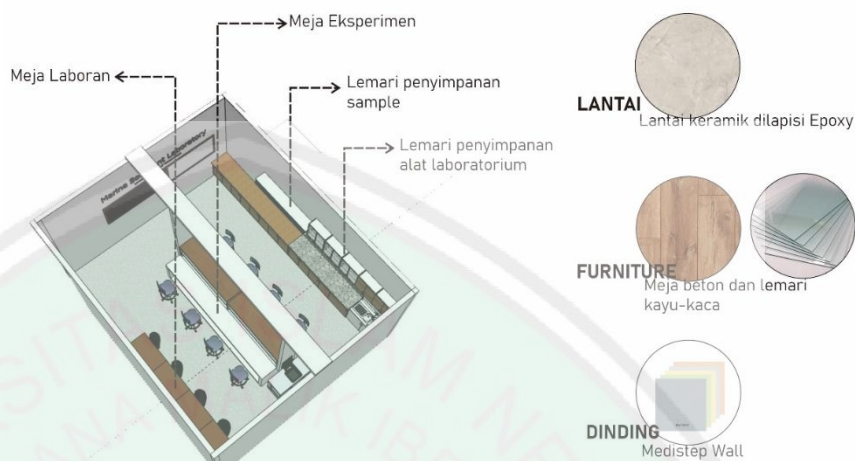 Meja Eksperimen
Meja Laboran
Lemari penyimpanan
sample
Lemari penyimpanan
alat laboratorium
Marine Sediment Laboratory
LANTAI
Lantai keramik dilapisi Epoxy
FURNITURE
Meja beton dan lemari
kayu-kaca
DINDING
Medistep Wall